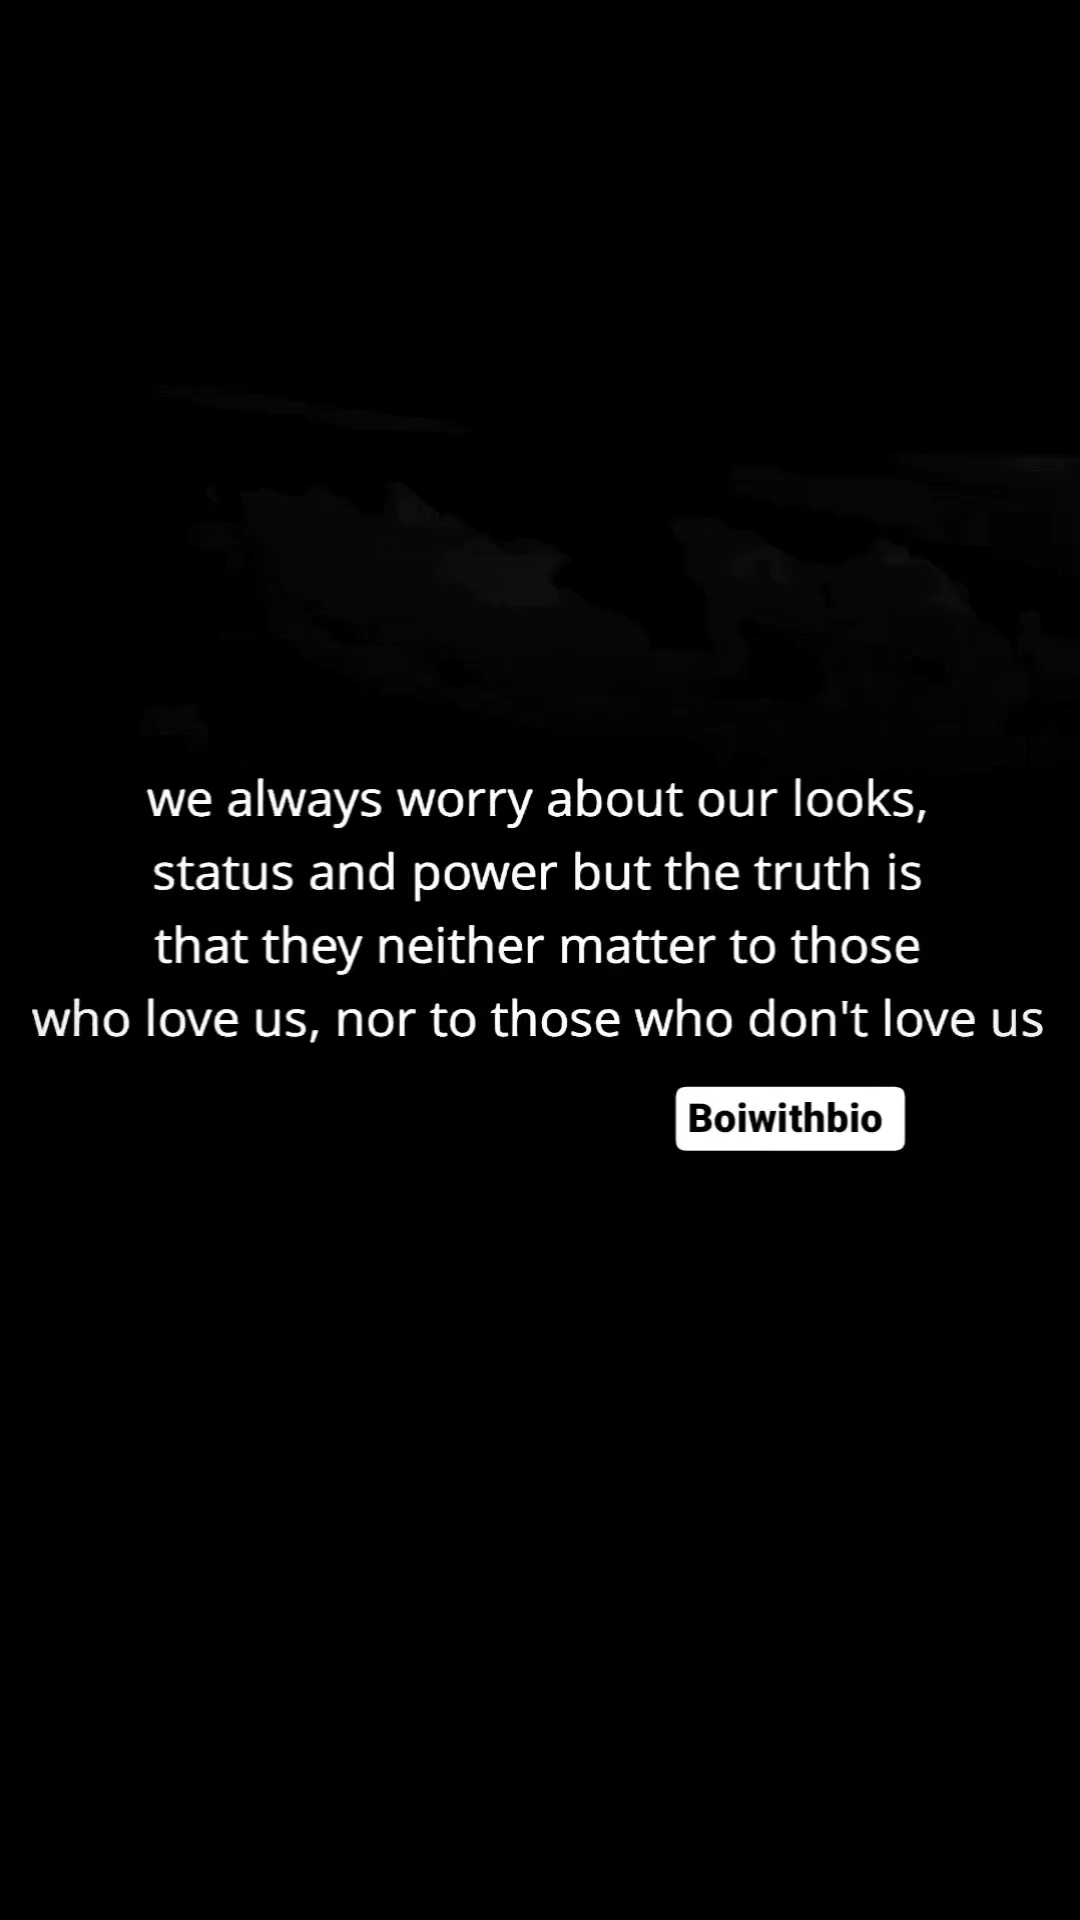 we always worry about our looks,
status and power but the truth is
that they neither matter to those
who love us, nor to those who don't love us
Boiwithbio